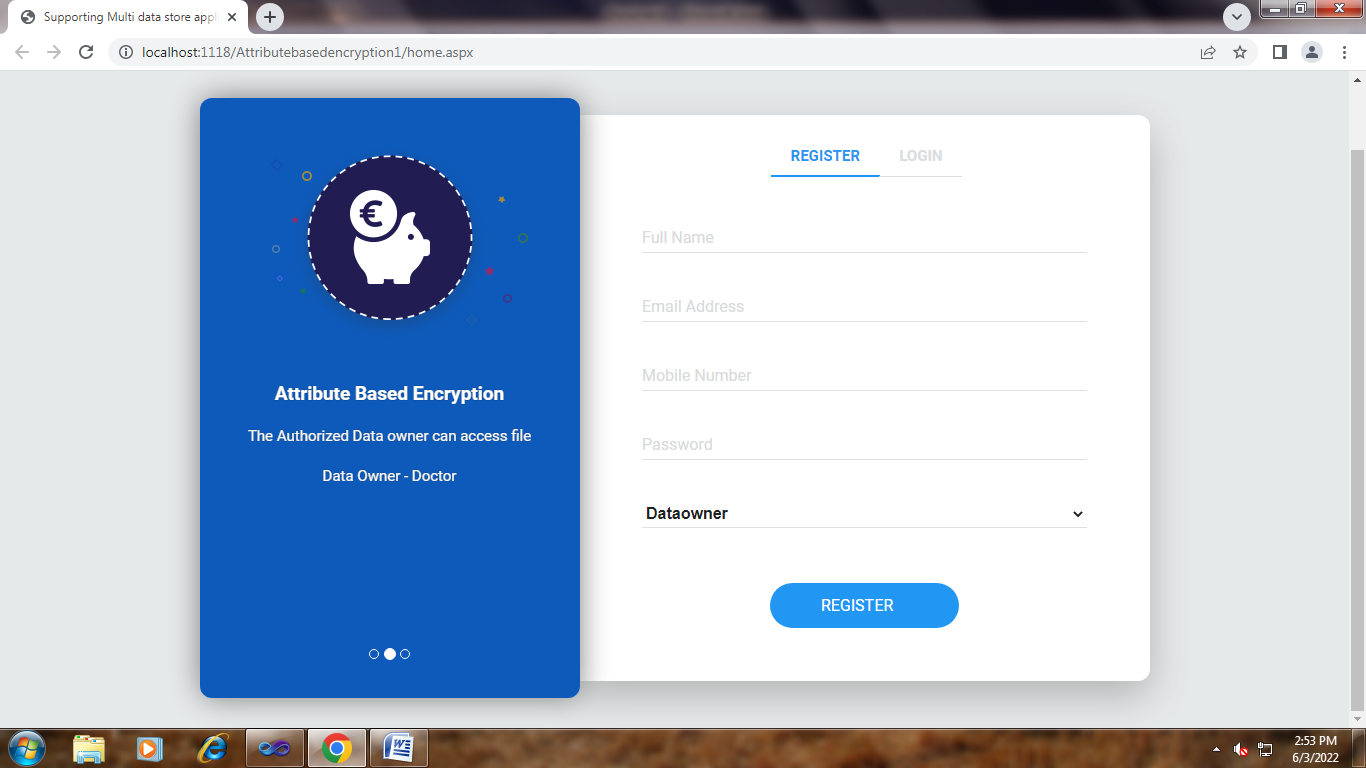 Supporting Multi data store appl
localhost:1118/Attributebasedencryption1/home.aspx
REGISTER LOGIN
€
Full Name
Email Address
Mobile Number
Attribute Based Encryption
The Authorized Data owner can access file
Password
Data Owner - Doctor
Dataowner
REGISTER
2:53 PM
6/3/2022